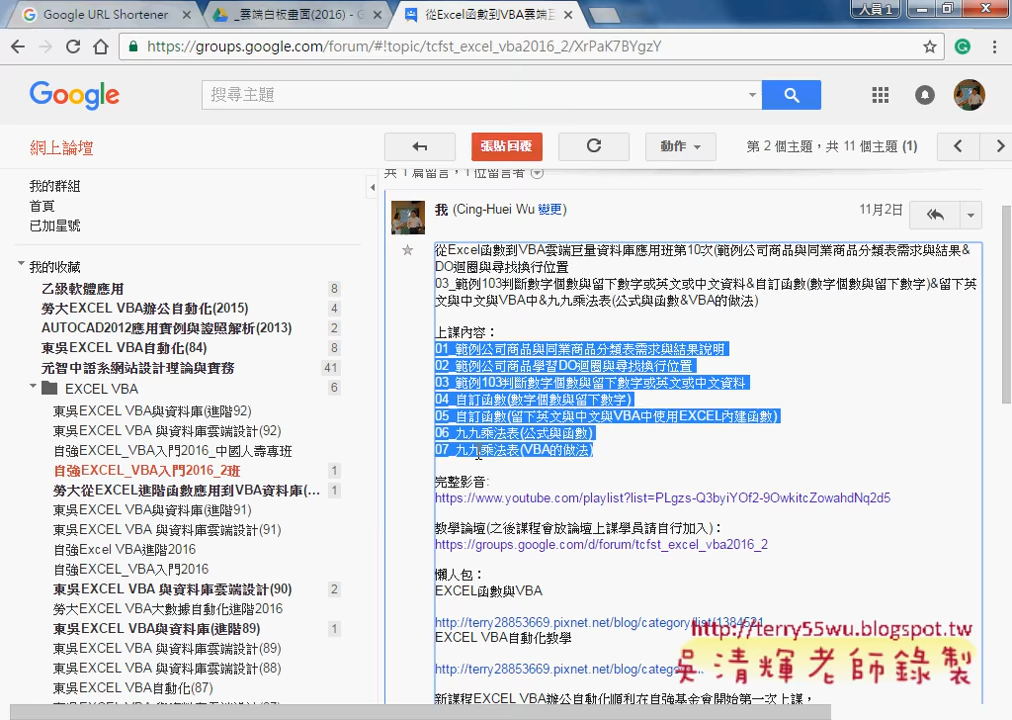 Google URL Shortener
_雲端白板畫面(2016) - G
從Excel函數到VBA雲端巨
人員 1
https://groups.google.com/forum/#!topic/tcfst_excel_vba2016_2/XrPaK7BYgzY
Google
搜尋主題
網上論壇
張貼回覆
動作
第 2 個主題，共 11 個主題 (1)
我的群組
首頁
已加星號
我的收藏
乙級軟體應用 8
勞大EXCEL VBA辦公自動化(2015) 4
AUTOCAD2012應用實例與證照解析(2013) 2
東吳EXCEL VBA自動化(84) 8
元智中語系網站設計理論與實務 41
EXCEL VBA 6
東吳EXCEL VBA與資料庫(進階92)
東吳EXCEL VBA 與資料庫雲端設計(92)
自強EXCEL_VBA入門2016_中國人壽專班
自強EXCEL_VBA入門2016_2班 1
勞大從EXCEL進階函數應用到VBA資料庫(... 1
東吳EXCEL VBA與資料庫(進階91)
東吳EXCEL VBA 與資料庫雲端設計(91)
自強Excel VBA進階2016
自強EXCEL_VBA入門2016
東吳EXCEL VBA 與資料庫雲端設計(90) 2
勞大EXCEL VBA大數據自動化進階2016
東吳EXCEL VBA與資料庫(進階89) 1
東吳EXCEL VBA 與資料庫雲端設計(89)
東吳EXCEL VBA 與資料庫雲端設計(88)
東吳EXCEL VBA自動化(87)
共 1 篇留言，1 位留言者
我 (Cing-Huei Wu 變更)
11月2日
從Excel函數到VBA雲端巨量資料庫應用班第10次(範例公司商品與同業商品分類表需求與結果&
DO迴圈與尋找換行位置
03_範例103判斷數字個數與留下數字或英文或中文資料&自訂函數(數字個數與留下數字)&留下英
文與中文與VBA中&九九乘法表(公式與函數&VBA的做法)
上課內容：
01_範例公司商品與同業商品分類表需求與結果說明
02_範例公司商品學習DO迴圈與尋找換行位置
03_範例103判斷數字個數與留下數字或英文或中文資料
04_自訂函數(數字個數與留下數字)
05_自訂函數(留下英文與中文與VBA中使用EXCEL內建函數)
06_九九乘法表(公式與函數)
07_九九乘法表(VBA的做法)
完整影音:
https://www.youtube.com/playlist?list=PLgzs-Q3byiYOf2-9OwkitcZowahdNq2d5
教學論壇(之後課程會放論壇上課學員請自行加入)：
https://groups.google.com/d/forum/tcfst_excel_vba2016_2
懶人包：
EXCEL函數與VBA
http://terry28853669.pixnet.net/blog/category/list/1384521
EXCEL VBA自動化教學
http://terry28853669.pixnet.net/blog/category
新課程EXCEL VBA辦公自動化順利在自強基金會開始第一次上課，
http://terry55wu.blogspot.tw
吳清輝老師錄製